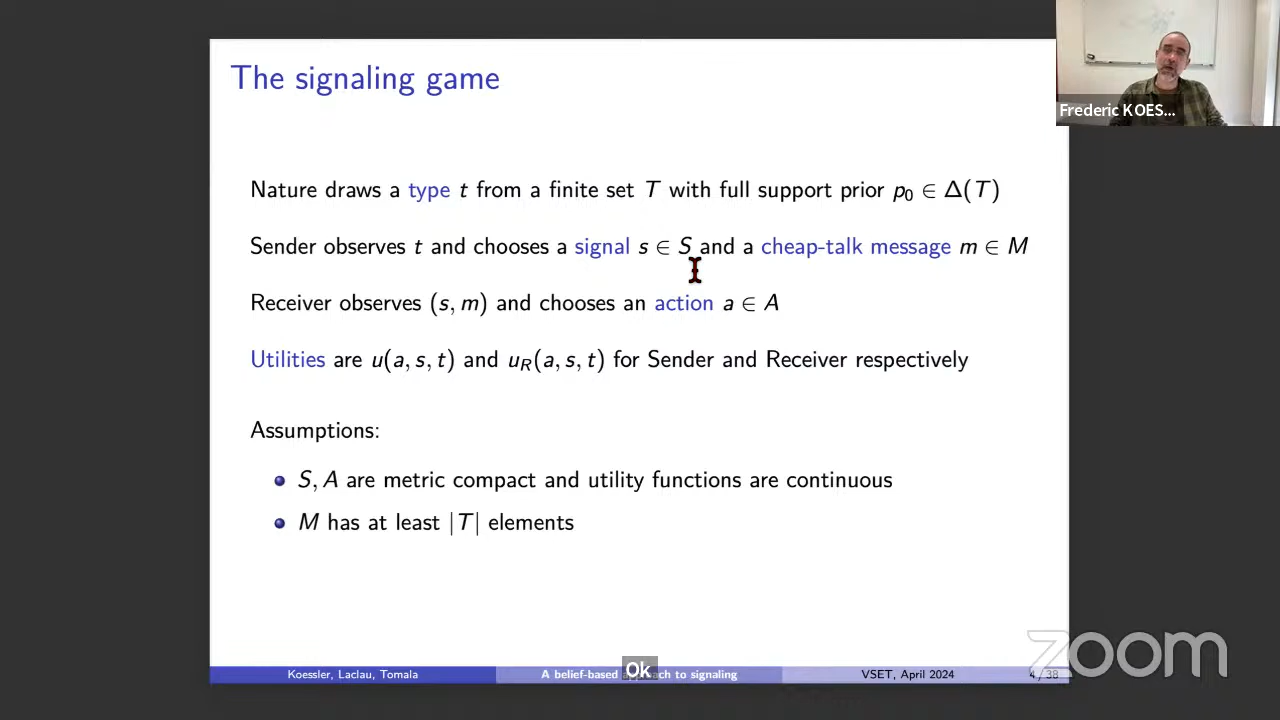 The signaling game
Frederic KOES...
Nature draws a type t from a finite set T with full support prior p₀ ∈ Δ(T)
Sender observes t and chooses a signal s ∈ S and a cheap-talk message m ∈ M
Receiver observes (s, m) and chooses an action a ∈ A
Utilities are u(a, s, t) and u_R(a, s, t) for Sender and Receiver respectively
Assumptions:
S, A are metric compact and utility functions are continuous
M has at least |T| elements
zoom
Ok
Koessler, Laclau, Tomala
A belief-based to signaling
VSET, April 2024
4 / 38